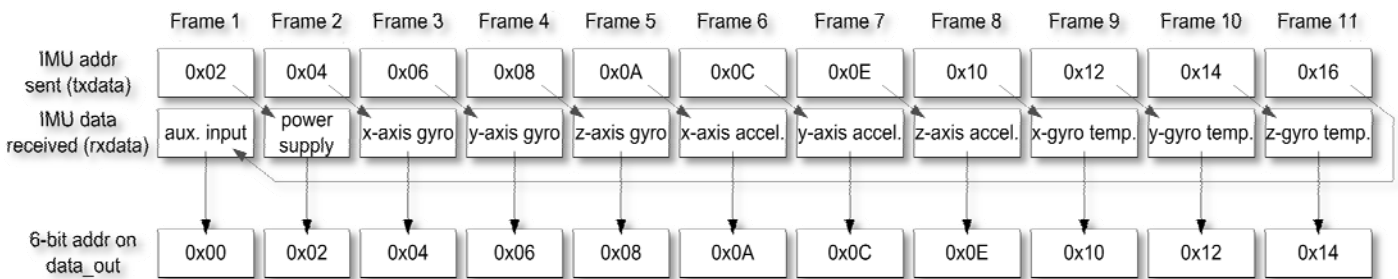 Frame 1 Frame 2 Frame 3 Frame 4 Frame 5 Frame 6 Frame 7 Frame 8 Frame 9 Frame 10 Frame 11
IMU addr
sent (txdata)
0x02 0x04 0x06 0x08 0x0A 0x0C 0x0E 0x10 0x12 0x14 0x16
IMU data
received (rxdata)
aux. input
power
supply
x-axis gyro y-axis gyro z-axis gyro x-axis accel. y-axis accel. z-axis accel. x-gyro temp. y-gyro temp. z-gyro temp.
6-bit addr on
data_out
0x00 0x02 0x04 0x06 0x08 0x0A 0x0C 0x0E 0x10 0x12 0x14